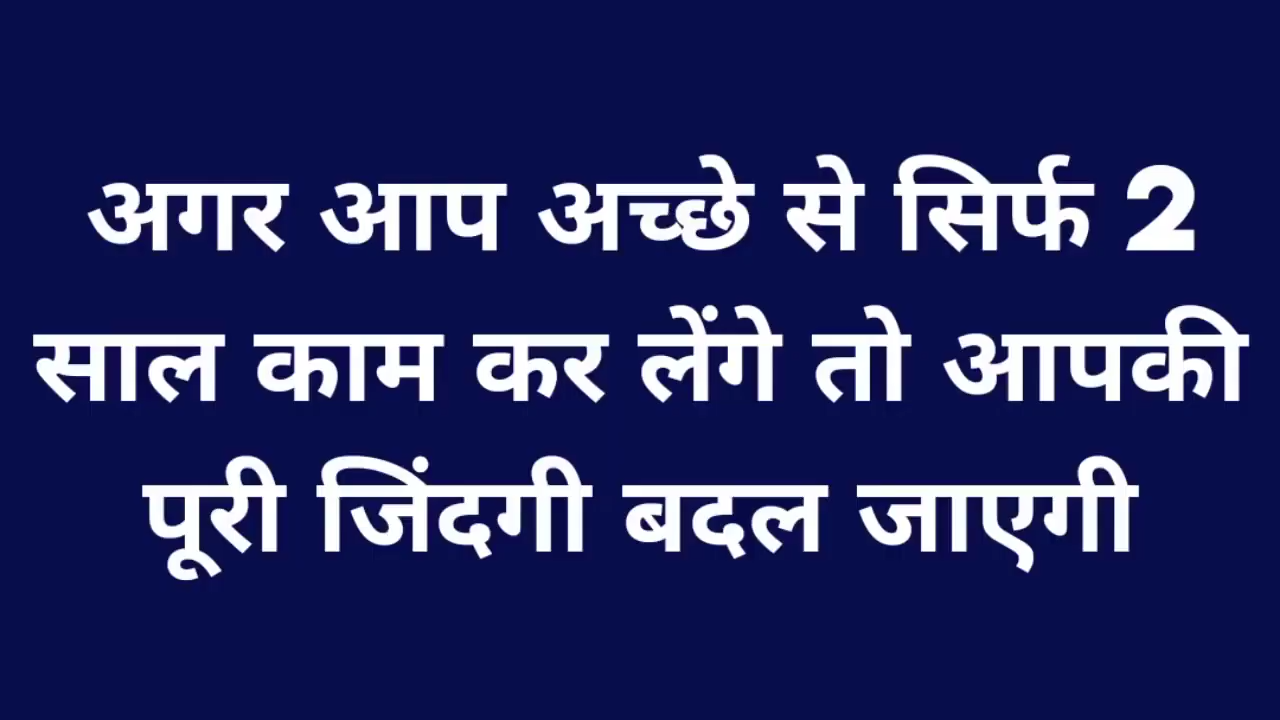 अगर आप अच्छे से सिर्फ 2
साल काम कर लेंगे तो आपकी
पूरी जिंदगी बदल जाएगी